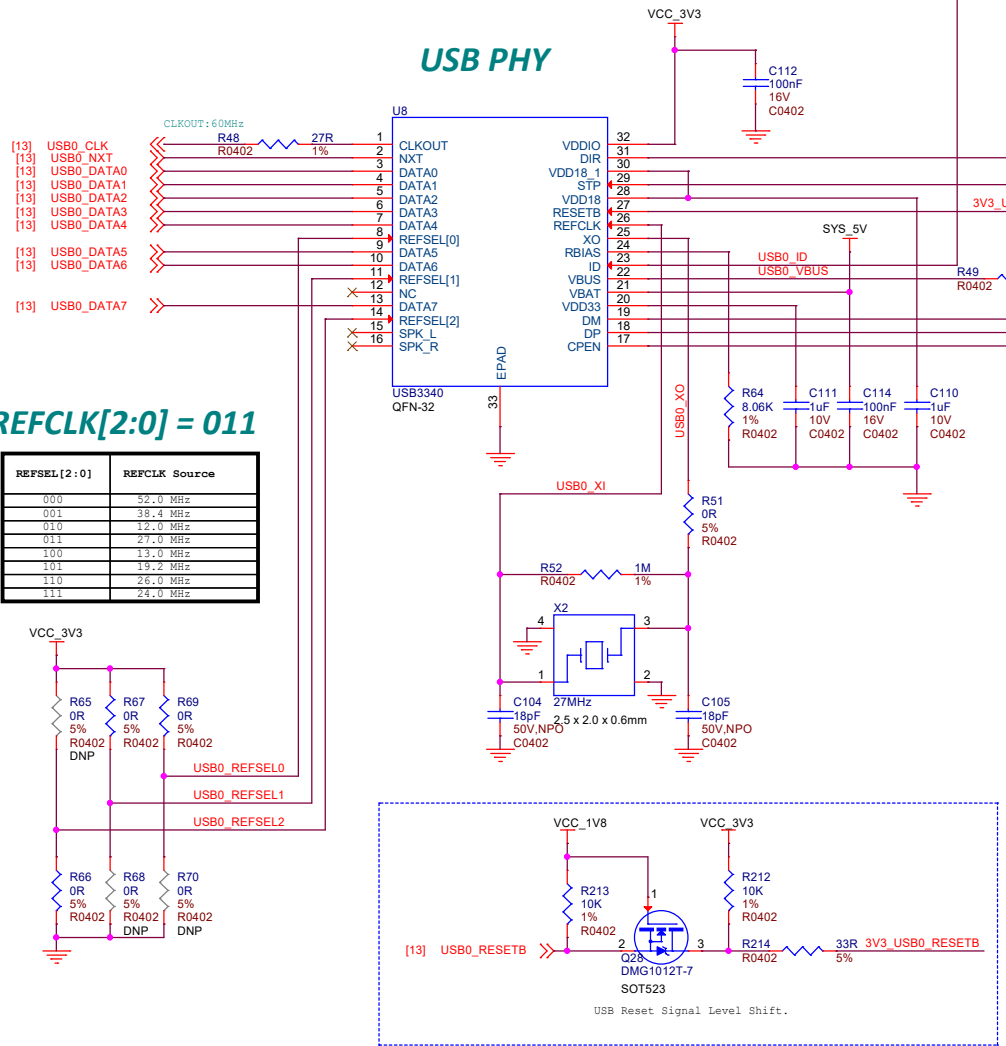 VCC_3V3
USB PHY
C112
100nF
16V
C0402
U8
CLKOUT:60MHz
[13] USB0_CLK
R48 27R
R0402 1%
[13] USB0_NXT
[13] USB0_DATA0
[13] USB0_DATA1
[13] USB0_DATA2
[13] USB0_DATA3
[13] USB0_DATA4
[13] USB0_DATA5
[13] USB0_DATA6
[13] USB0_DATA7
1 CLKOUT
2 NXT
3 DATA0
4 DATA1
5 DATA2
6 DATA3
7 DATA4
8 REFSEL[0]
9 DATA5
10 DATA6
11 REFSEL[1]
12 NC
13 DATA7
14 REFSEL[2]
15 SPK_L
16 SPK_R
VDDIO 32
DIR 31
VDD18_1 30
STP 29
VDD18 28
RESETB 27
REFCLK 26
XO 25
RBIAS 24
ID 23
VBUS 22
VBAT 21
VDD33 20
DM 19
DP 18
CPEN 17
EPAD
33
USB3340
QFN-32
3V3_U
SYS_5V
USB0_ID
USB0_VBUS
R49
R0402
USB0_XO
R64
8.06K
1%
R0402
C111
1uF
10V
C0402
C114
100nF
16V
C0402
C110
1uF
10V
C0402
REFCLK[2:0] = 011
REFSEL[2:0] REFCLK Source
000 52.0 MHz
001 38.4 MHz
010 12.0 MHz
011 27.0 MHz
100 13.0 MHz
101 19.2 MHz
110 26.0 MHz
111 24.0 MHz
USB0_XI
R51
0R
5%
R0402
R52 1M
R0402 1%
X2
4 3
1 2
27MHz
2.5 x 2.0 x 0.6mm
C104
18pF
50V,NPO
C0402
C105
18pF
50V,NPO
C0402
VCC_3V3
R65
0R
5%
R0402
DNP
R67
0R
5%
R0402
R69
0R
5%
R0402
USB0_REFSEL0
USB0_REFSEL1
USB0_REFSEL2
R66
0R
5%
R0402
R68
0R
5%
R0402
DNP
R70
0R
5%
R0402
DNP
VCC_1V8
VCC_3V3
R213
10K
1%
R0402
R212
10K
1%
R0402
[13] USB0_RESETB
1
2 3
Q28
DMG1012T-7
SOT523
R214 33R
R0402 5%
3V3_USB0_RESETB
USB Reset Signal Level Shift.